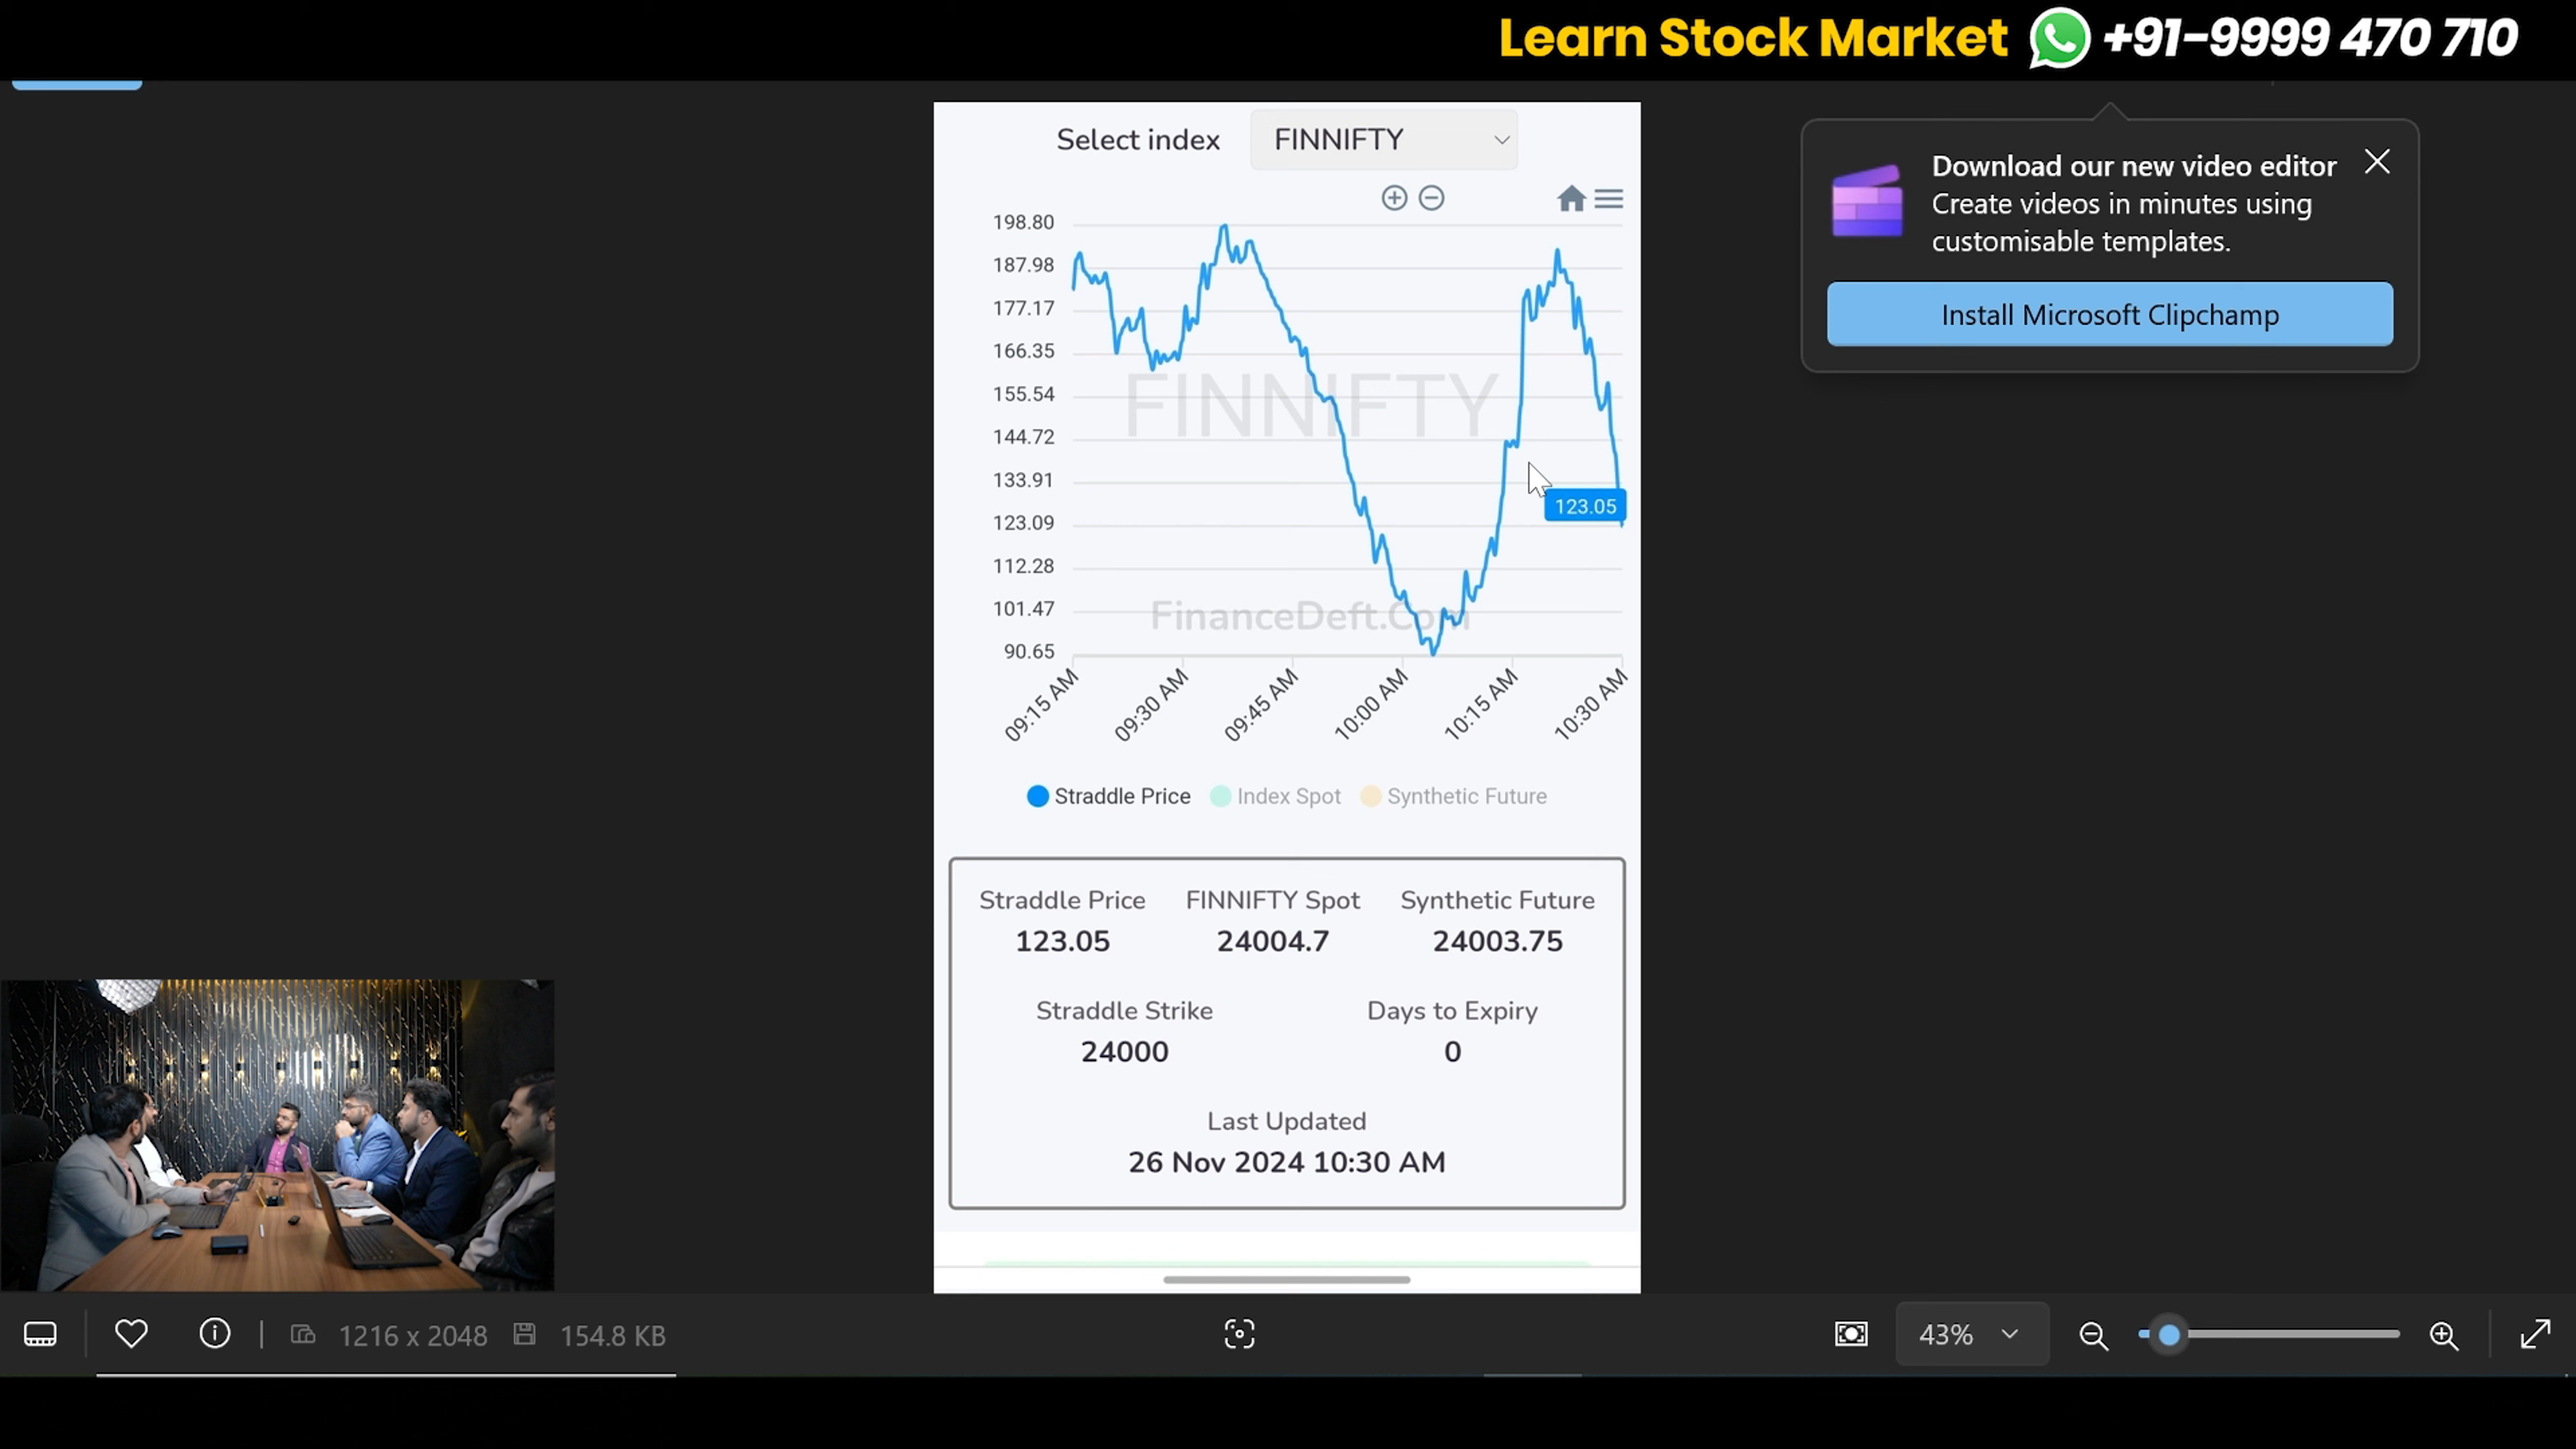 Learn Stock Market +91-9999 470 710
Select index FINNIFTY
Download our new video editor
Create videos in minutes using
customisable templates.
Install Microsoft Clipchamp
198.80
187.98
177.17
166.35
155.54
144.72
133.91
123.09
112.28
101.47
90.65
FINNIFTY
123.05
FinanceDeft.Com
09:15 AM 09:30 AM 09:45 AM 10:00 AM 10:15 AM 10:30 AM
Straddle Price Index Spot Synthetic Future
Straddle Price FINNIFTY Spot Synthetic Future
123.05 24004.7 24003.75
Straddle Strike Days to Expiry
24000 0
Last Updated
26 Nov 2024 10:30 AM
1216 x 2048 154.8 KB 43%